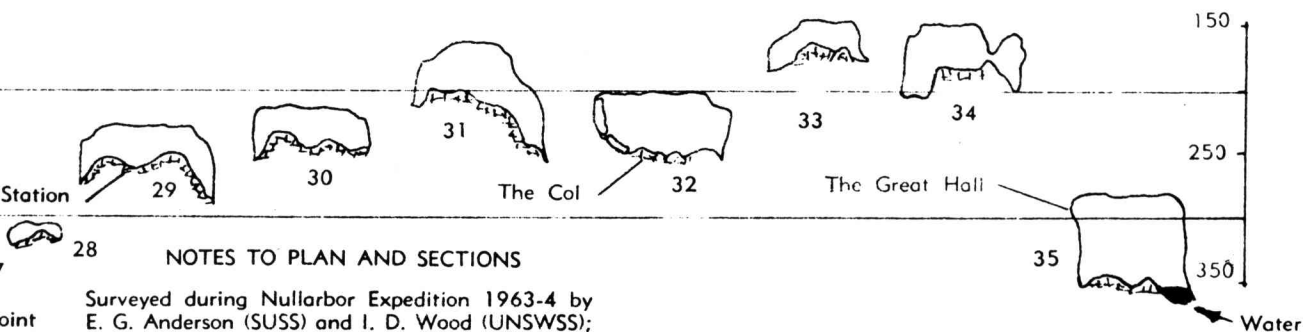 150
33
34
31
30
29
Station
The Col
32
250
The Great Hall
28
35
350
NOTES TO PLAN AND SECTIONS
Surveyed during Nullarbor Expedition 1963-4 by
oint E. G. Anderson (SUSS) and I. D. Wood (UNSWSS);
Water